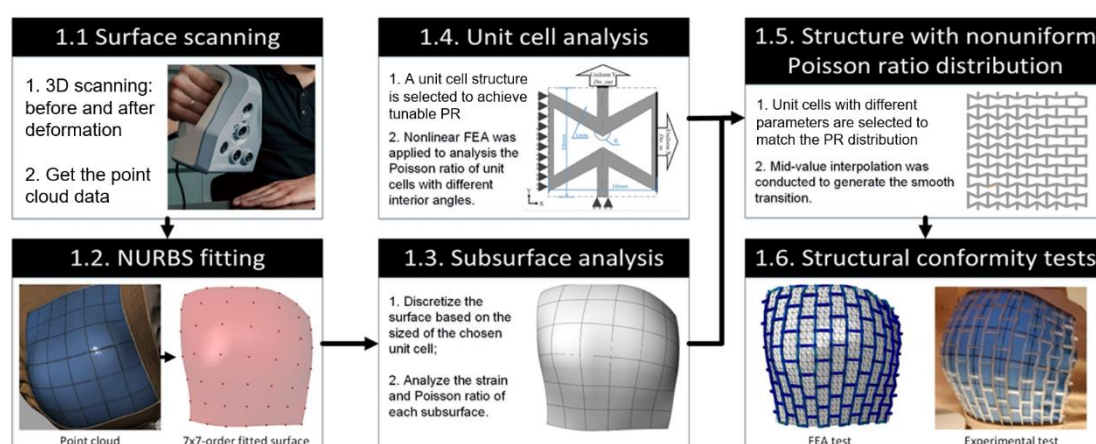 1.1 Surface scanning
1. 3D scanning:
before and after
deformation
2. Get the point
cloud data
1.2. NURBS fitting
Point cloud
7x7-order fitted surface
1.3. Subsurface analysis
1. Discretize the
surface based on the
sized of the chosen
unit cell;
2. Analyze the strain
and Poisson ratio of
each subsurface.
1.4. Unit cell analysis
1. A unit cell structure
is selected to achieve
tunable PR
2. Nonlinear FEA was
applied to analysis the
Poisson ratio of unit
cells with different
interior angles.
Y
X
1.5. Structure with nonuniform
Poisson ratio distribution
1. Unit cells with different
parameters are selected to
match the PR distribution
2. Mid-value interpolation was
conducted to generate the smooth
transition.
1.6. Structural conformity tests
FEA test
Experimental test